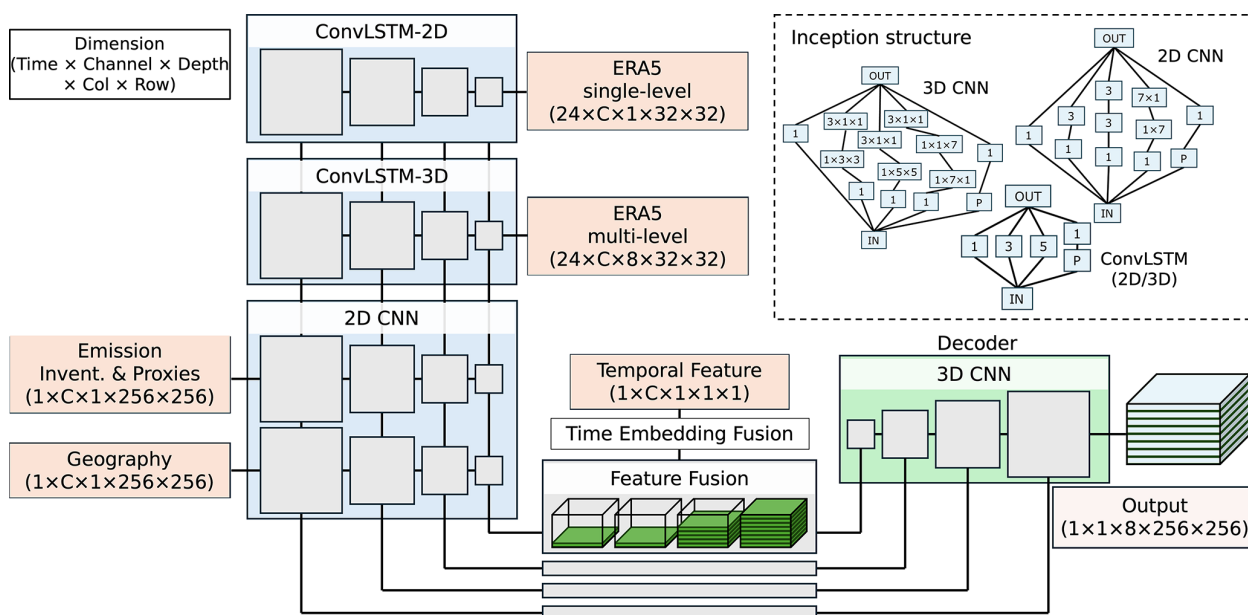 Dimension
(Time × Channel × Depth
× Col × Row)
ConvLSTM-2D
ERA5
single-level
(24×C×1×32×32)
ConvLSTM-3D
ERA5
multi-level
(24×C×8×32×32)
2D CNN
Emission
Invent. & Proxies
(1×C×1×256×256)
Geography
(1×C×1×256×256)
Temporal Feature
(1×C×1×1×1)
Time Embedding Fusion
Feature Fusion
Decoder
3D CNN
Output
(1×1×8×256×256)
Inception structure
3D CNN
OUT
1
3×1×1
3×1×1
3×1×1
1×1×7
1
1×3×3
1×5×5
1×7×1
1
1
1
P
IN
2D CNN
OUT
3
7×1
1
3
3
1×7
1
1
1
1
P
IN
OUT
1
1
3
5
P
IN
ConvLSTM
(2D/3D)